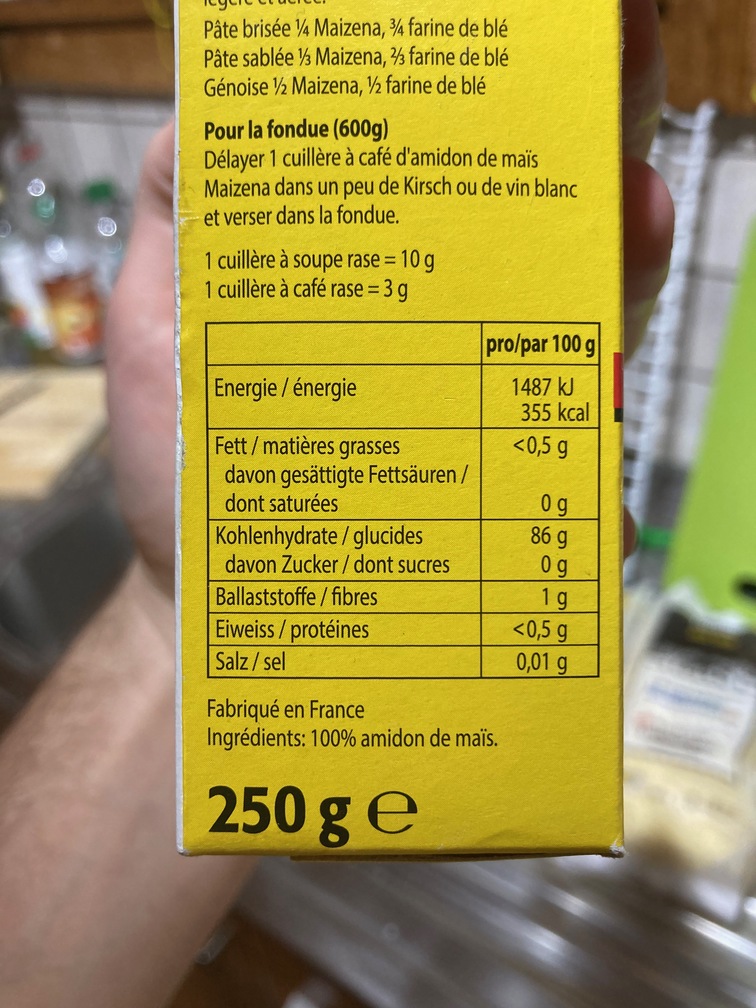 Pâte brisée ¼ Maizena, ¾ farine de blé
Pâte sablée ⅓ Maizena, ⅔ farine de blé
Génoise ½ Maizena, ½ farine de blé
Pour la fondue (600g)
Délayer 1 cuillère à café d'amidon de maïs
Maizena dans un peu de Kirsch ou de vin blanc
et verser dans la fondue.
1 cuillère à soupe rase = 10 g
1 cuillère à café rase = 3 g
pro/par 100 g
Energie / énergie 1487 kJ
355 kcal
Fett / matières grasses <0,5 g
davon gesättigte Fettsäuren /
dont saturées 0 g
Kohlenhydrate / glucides 86 g
davon Zucker / dont sucres 0 g
Ballaststoffe / fibres 1 g
Eiweiss / protéines <0,5 g
Salz / sel 0,01 g
Fabriqué en France
Ingrédients: 100% amidon de maïs.
250 g e